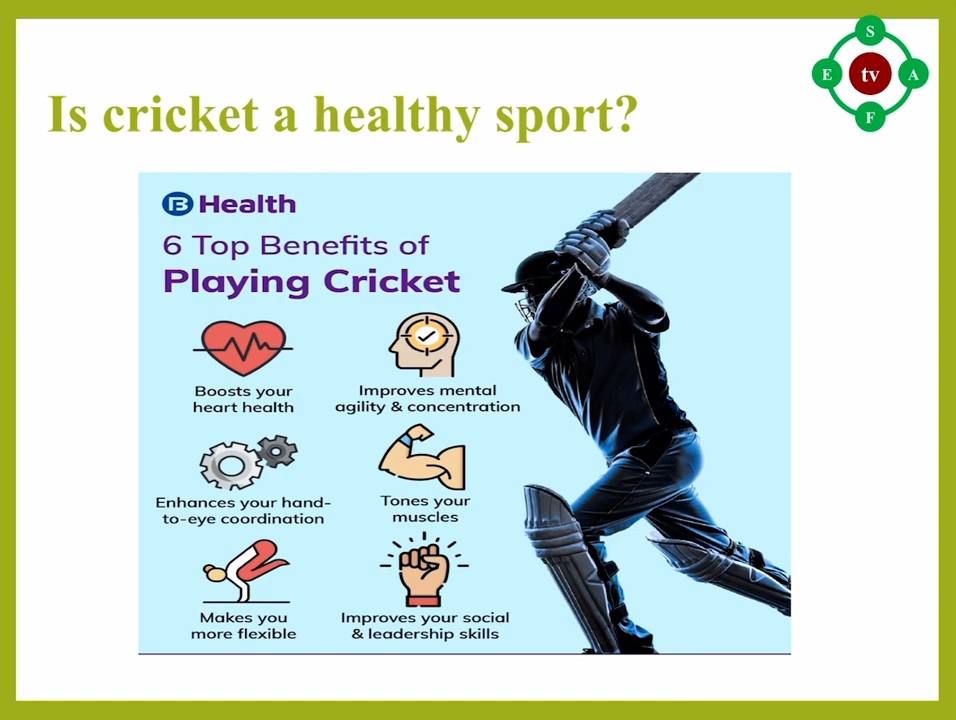 S
E tv A
F
Is cricket a healthy sport?
B Health
6 Top Benefits of
Playing Cricket
Boosts your
heart health
Improves mental
agility & concentration
Enhances your hand-
to-eye coordination
Tones your
muscles
Makes you
more flexible
Improves your social
& leadership skills